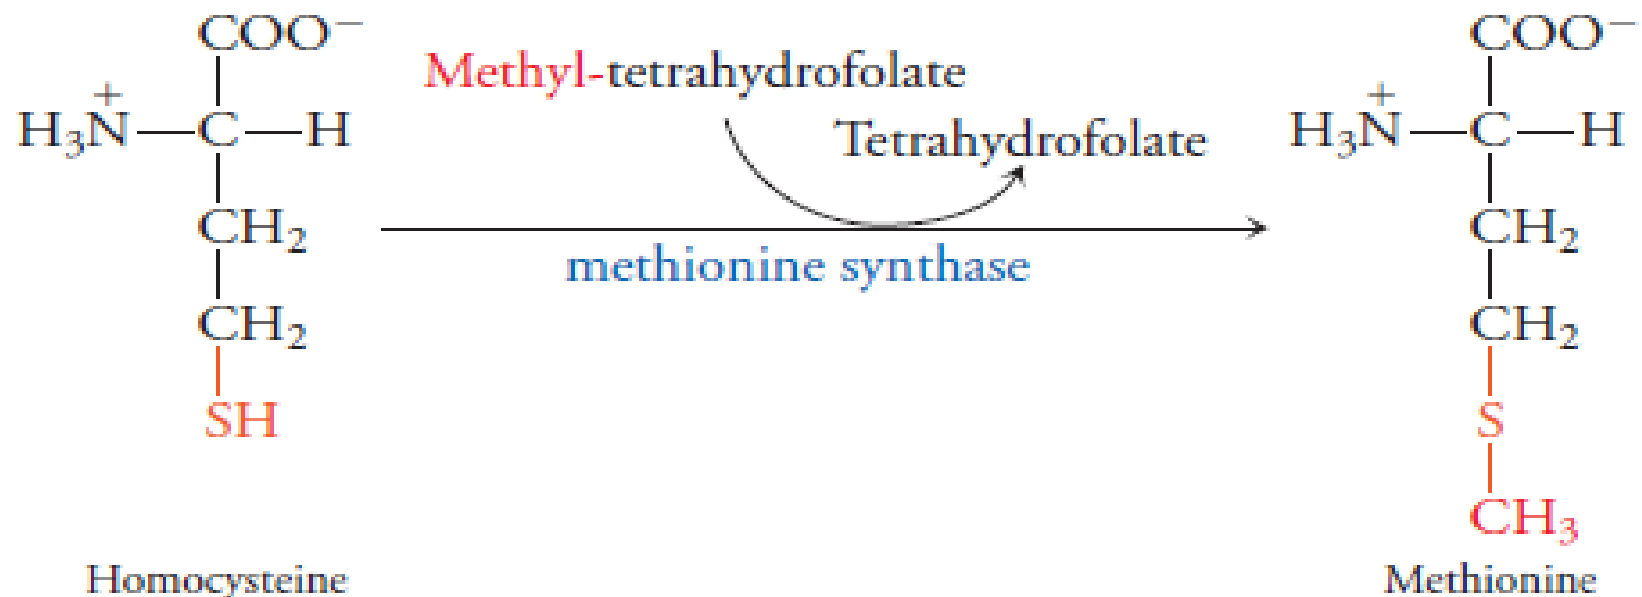 COO⁻
H₃N⁺—C—H
CH₂
CH₂
SH
Homocysteine
Methyl-tetrahydrofolate
Tetrahydrofolate
methionine synthase
COO⁻
H₃N⁺—C—H
CH₂
CH₂
S
CH₃
Methionine